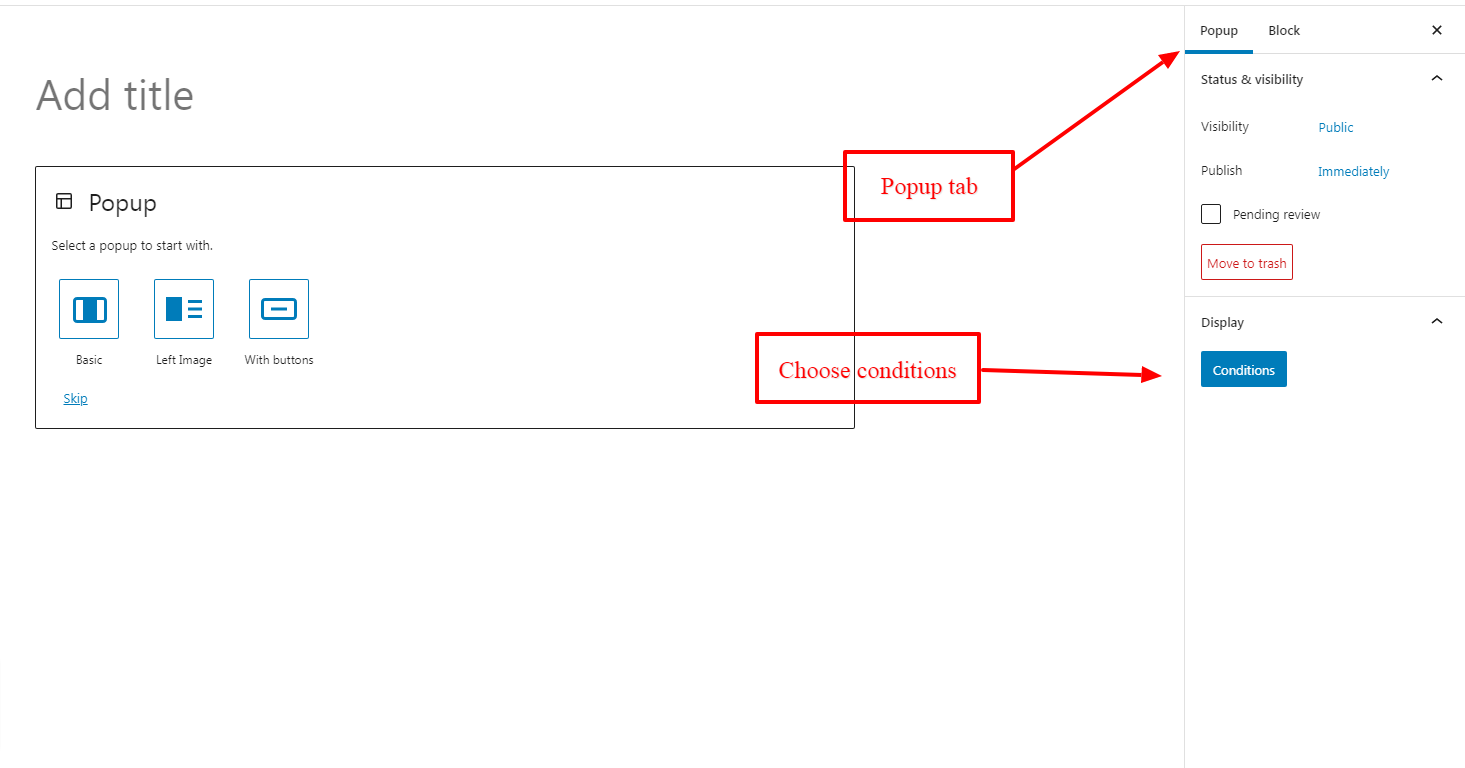 Popup Block
Add title
Status & visibility
Visibility Public
Publish Immediately
Pending review
Move to trash
Display
Conditions
Popup
Select a popup to start with.
Basic Left Image With buttons
Skip
Popup tab
Choose conditions